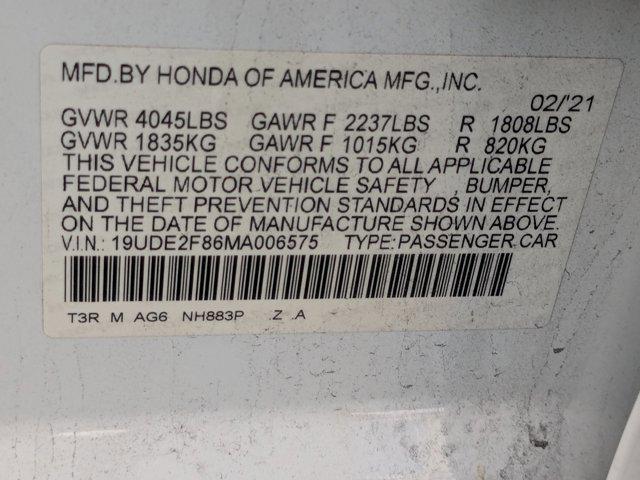 MFD.BY HONDA OF AMERICA MFG.,INC.
02/'21
GVWR 4045LBS GAWR F 2237LBS R 1808LBS
GVWR 1835KG GAWR F 1015KG R 820KG
THIS VEHICLE CONFORMS TO ALL APPLICABLE
FEDERAL MOTOR VEHICLE SAFETY , BUMPER,
AND THEFT PREVENTION STANDARDS IN EFFECT
ON THE DATE OF MANUFACTURE SHOWN ABOVE.
V.I.N.: 19UDE2F86MA006575 TYPE:PASSENGER CAR
T3R M AG6 NH883P .Z .A